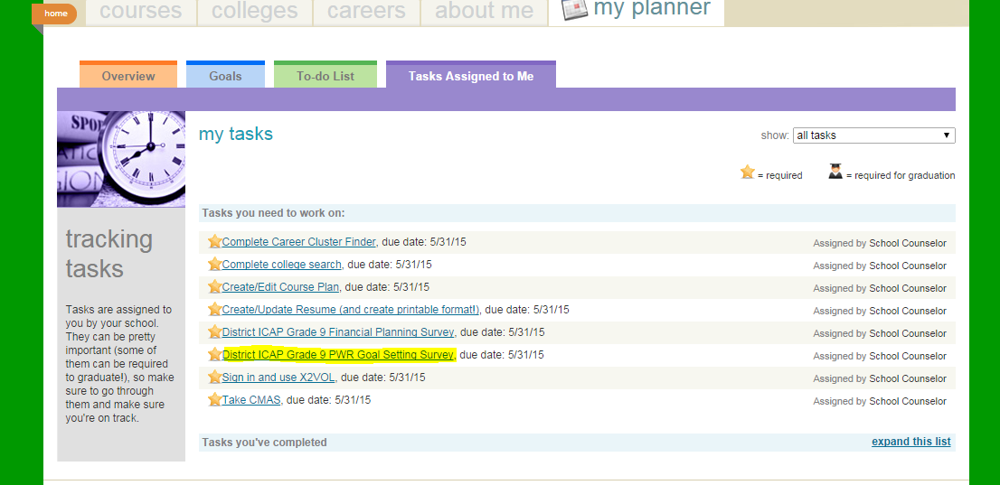 home
courses
colleges
careers
about me
my planner
Overview
Goals
To-do List
Tasks Assigned to Me
my tasks
show: all tasks
= required
= required for graduation
tracking
tasks
Tasks are assigned to
you by your school.
They can be pretty
important (some of
them can be required
to graduate!), so make
sure to go through
them and make sure
you're on track.
Tasks you need to work on:
Complete Career Cluster Finder, due date: 5/31/15 Assigned by School Counselor
Complete college search, due date: 5/31/15 Assigned by School Counselor
Create/Edit Course Plan, due date: 5/31/15 Assigned by School Counselor
Create/Update Resume (and create printable format!), due date: 5/31/15 Assigned by School Counselor
District ICAP Grade 9 Financial Planning Survey, due date: 5/31/15 Assigned by School Counselor
District ICAP Grade 9 PWR Goal Setting Survey, due date: 5/31/15 Assigned by School Counselor
Sign in and use X2VOL, due date: 5/31/15 Assigned by School Counselor
Take CMAS, due date: 5/31/15 Assigned by School Counselor
Tasks you've completed expand this list